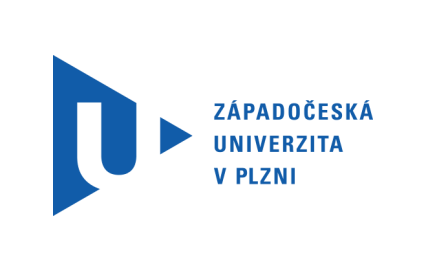 U
ZÁPADOČESKÁ
UNIVERZITA
V PLZNI